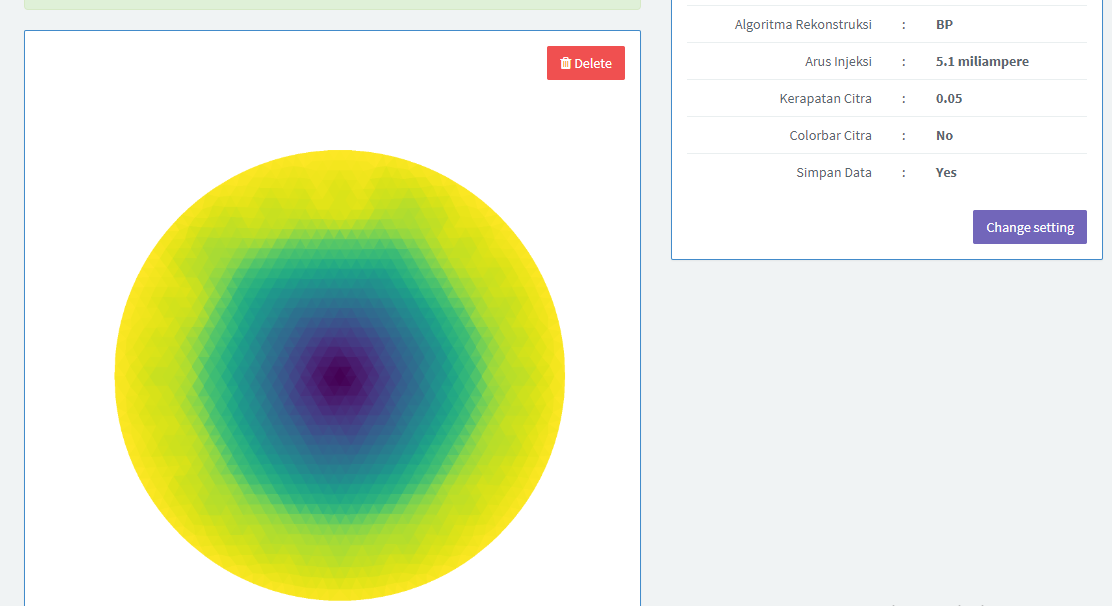 Delete
Algoritma Rekonstruksi : BP
Arus Injeksi : 5.1 miliampere
Kerapatan Citra : 0.05
Colorbar Citra : No
Simpan Data : Yes
Change setting